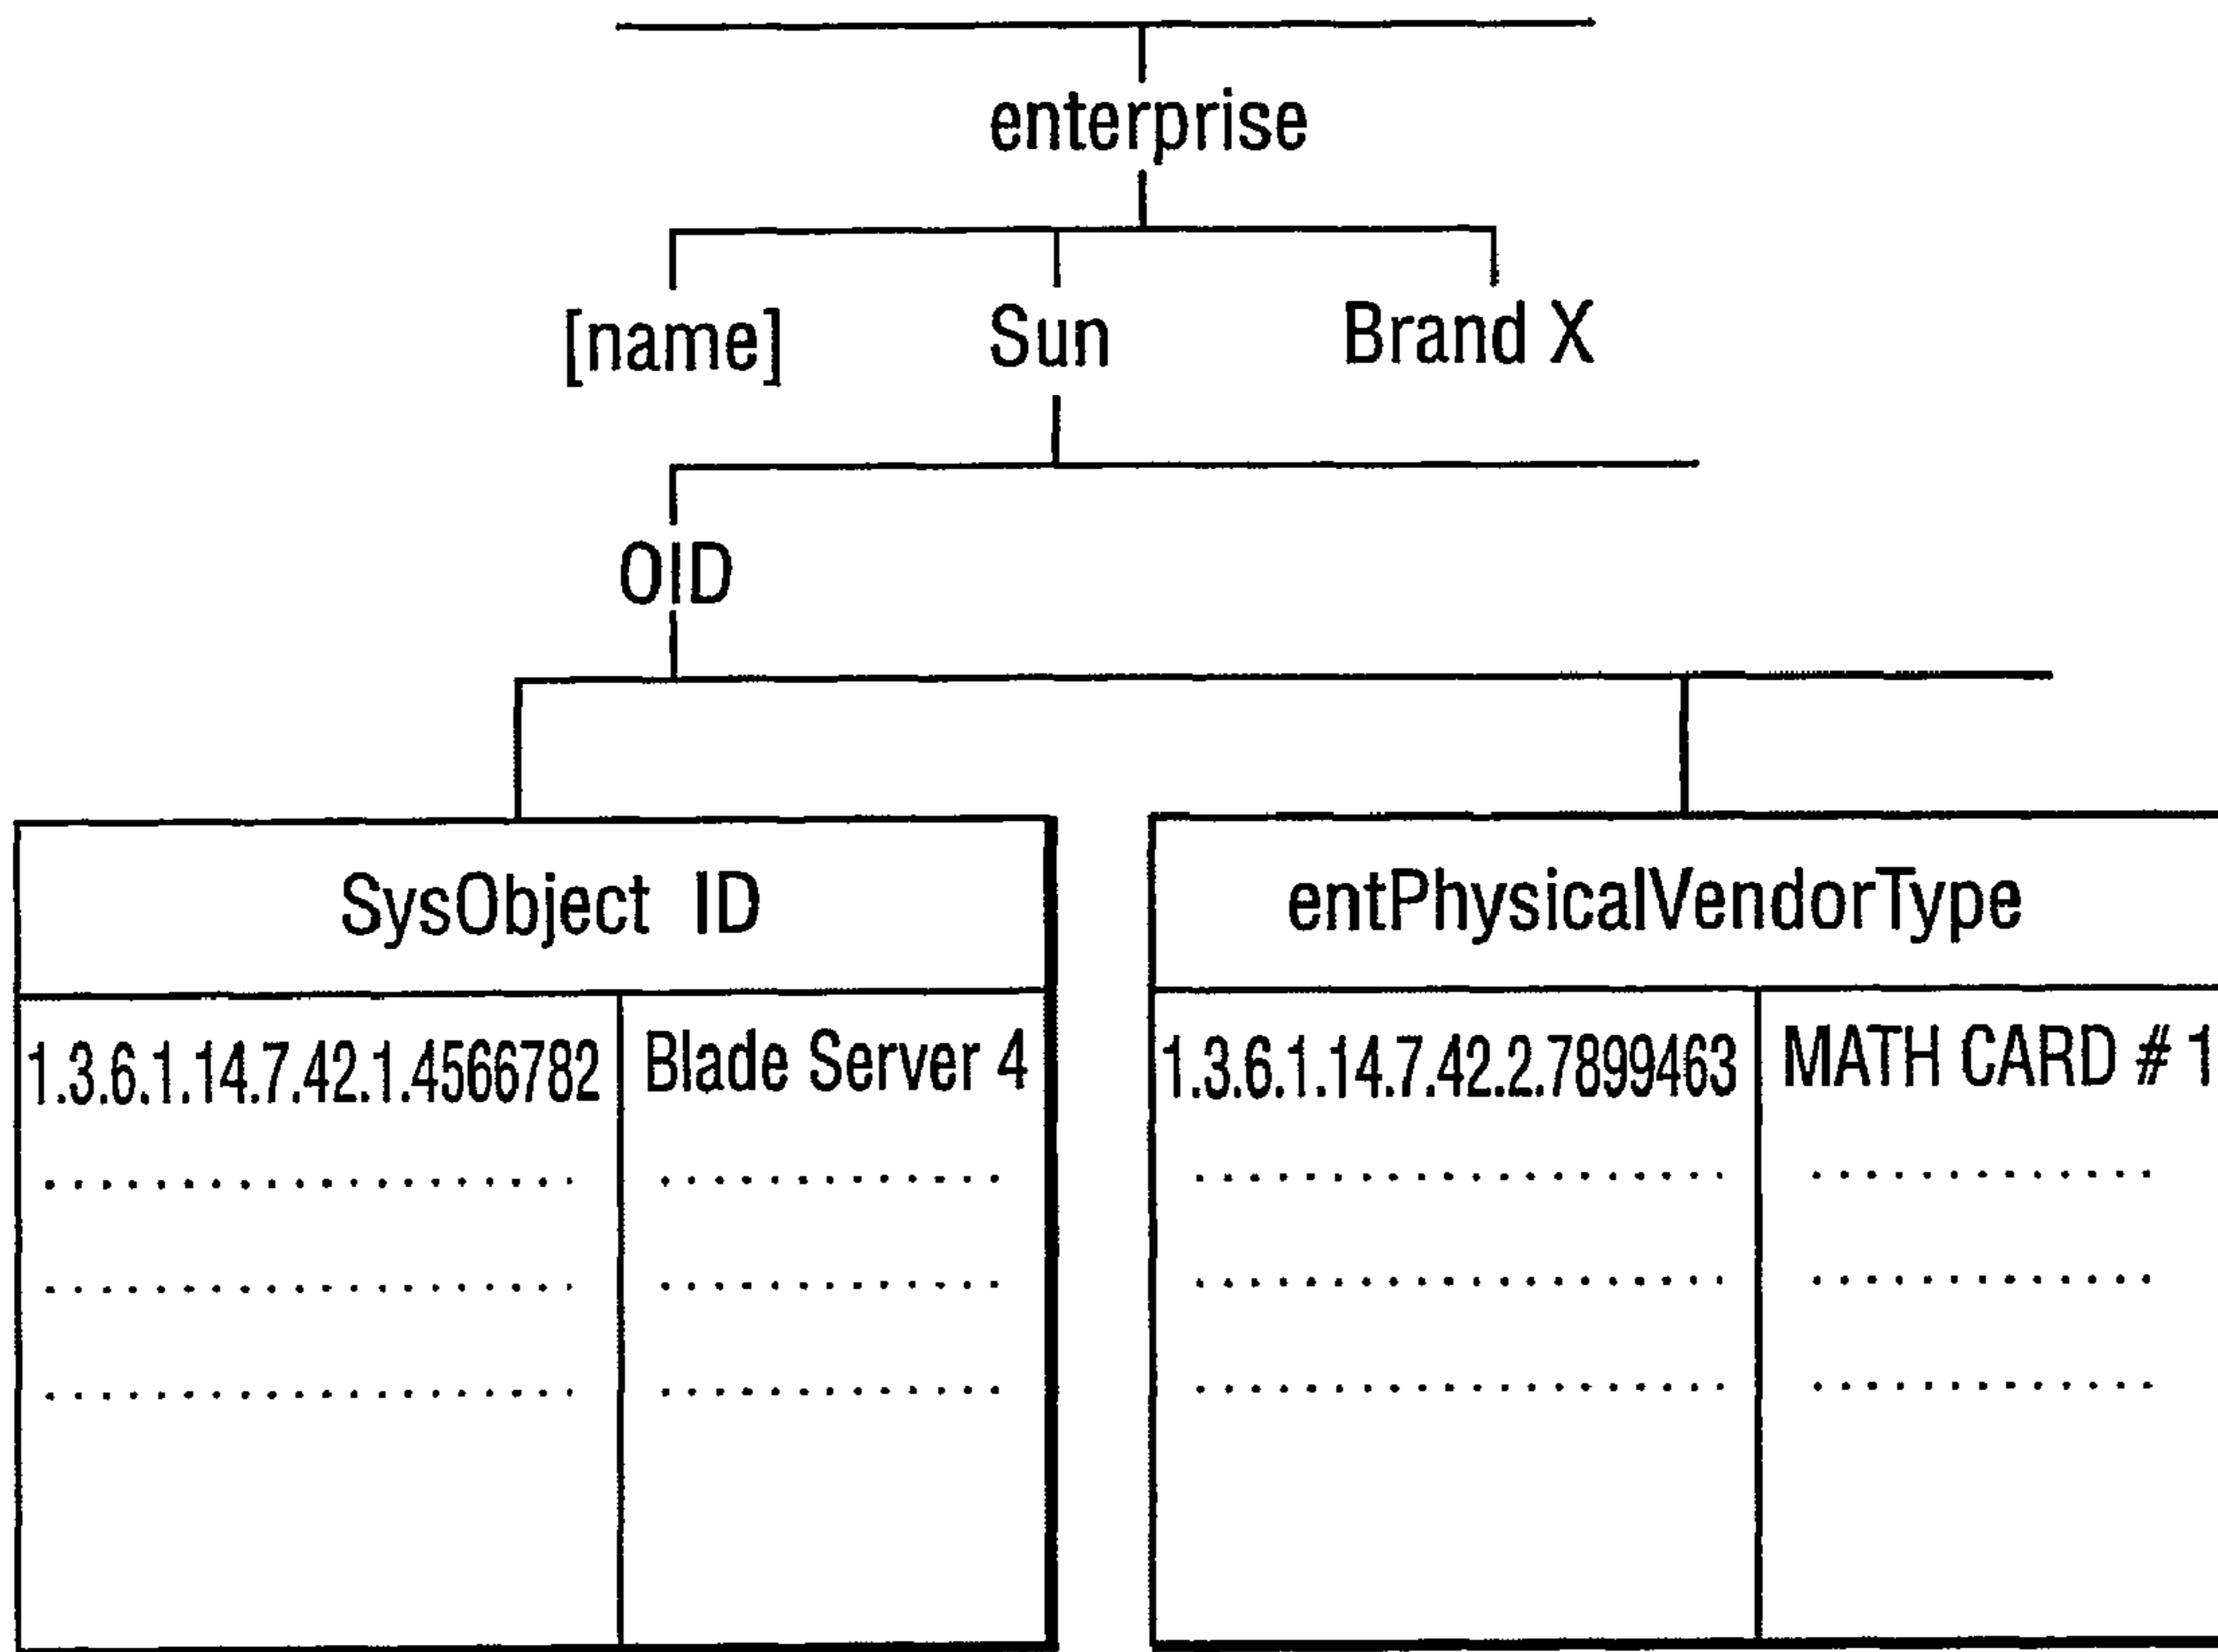 enterprise
[name] Sun Brand X
OID
SysObject ID
entPhysicalVendorType
1.3.6.1.14.7.42.1.4566782 Blade Server 4
1.3.6.1.14.7.42.2.7899463 MATH CARD # 1